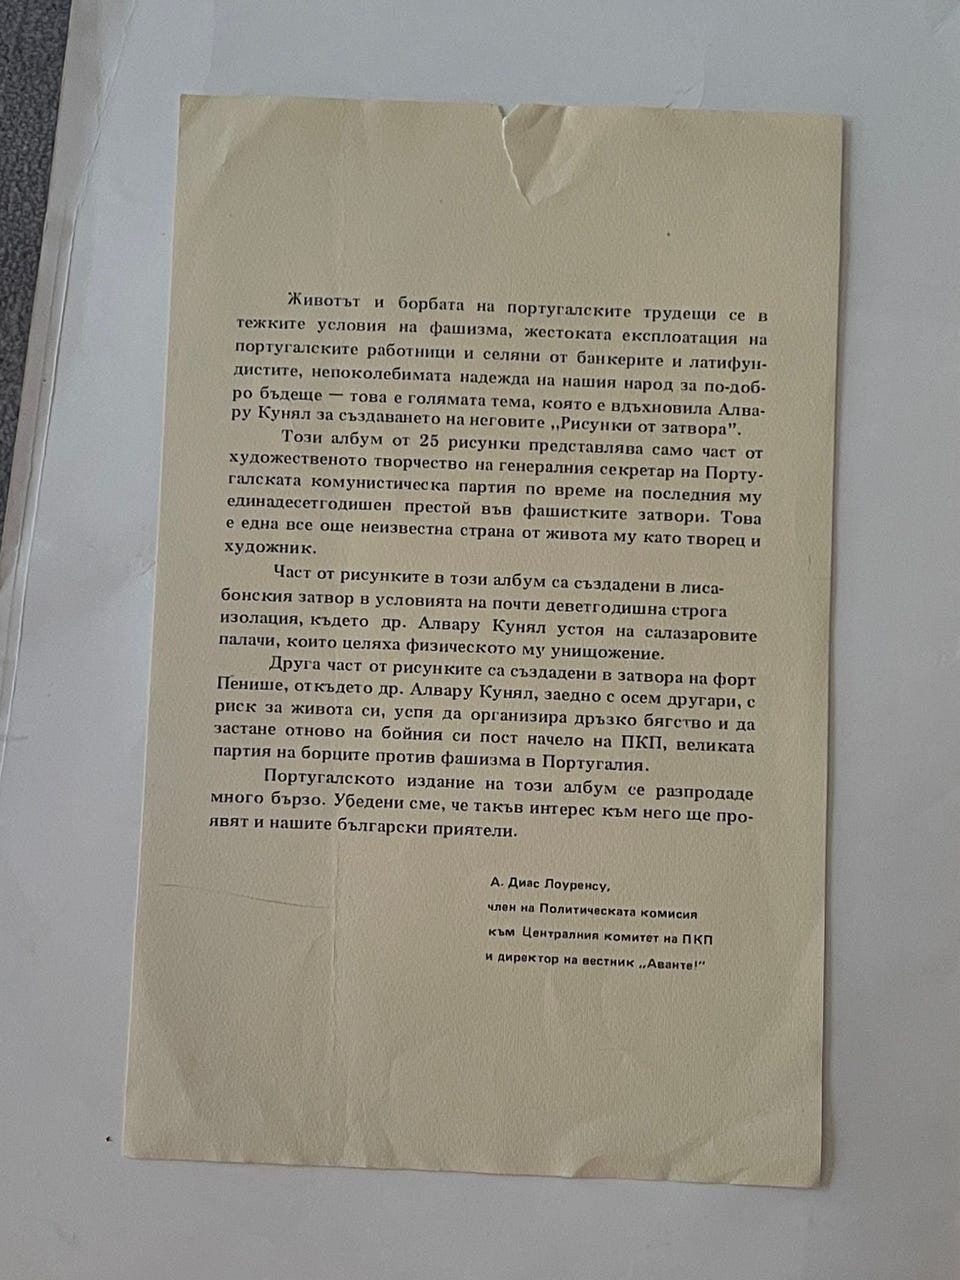 Животът и борбата на португалските трудещи се в
тежките условия на фашизма, жестоката експлоатация на
португалските работници и селяни от банкерите и латифун-
дистите, непоколебимата надежда на нашия народ за по-доб-
ро бъдеще — това е голямата тема, която е вдъхновила Алва-
ру Кунял за създаването на неговите „Рисунки от затвора".
Този албум от 25 рисунки представлява само част от
художественото творчество на генералния секретар на Порту-
галската комунистическа партия по време на последния му
единадесетгодишен престой във фашистките затвори. Това
е една все още неизвестна страна от живота му като творец и
художник.
Част от рисунките в този албум са създадени в лиса-
бонския затвор в условията на почти деветгодишна строга
изолация, където др. Алвару Кунял устоя на салазаровите
палачи, които целяха физическото му унищожение.
Друга част от рисунките са създадени в затвора на форт
Пенише, откъдето др. Алвару Кунял, заедно с осем другари, с
риск за живота си, успя да организира дръзко бягство и да
застане отново на бойния си пост начело на ПКП, великата
партия на борците против фашизма в Португалия.
Португалското издание на този албум се разпродаде
много бързо. Убедени сме, че такъв интерес към него ще про-
явят и нашите български приятели.
А. Диас Лоуренсу,
член на Политическата комисия
към Централния комитет на ПКП
и директор на вестник „Аванте!"